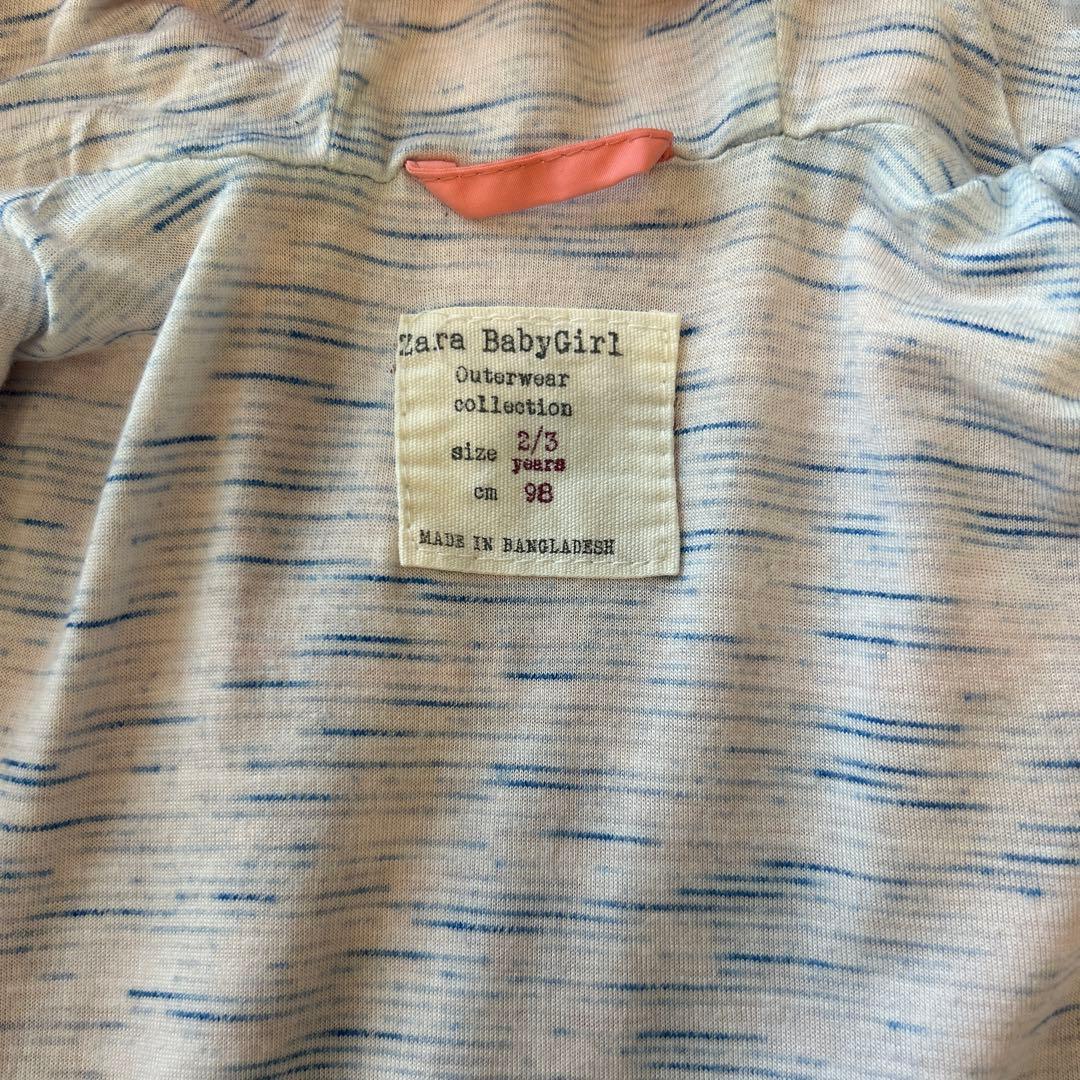 Zara BabyGirl
Outerwear
collection
size 2/3
years
cm 98
MADE IN BANGLADESH